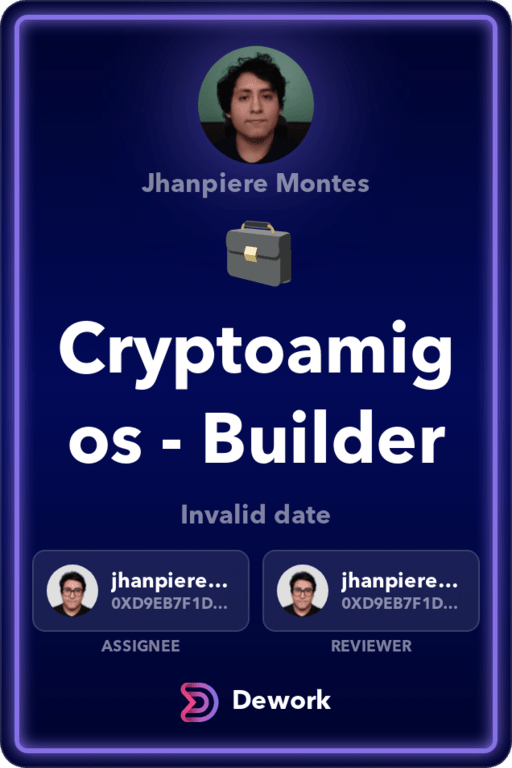 Jhanpiere Montes
Cryptoamig
os - Builder
Invalid date
jhanpiere...
0XD9EB7F1D...
jhanpiere...
0XD9EB7F1D...
ASSIGNEE
REVIEWER
Dework